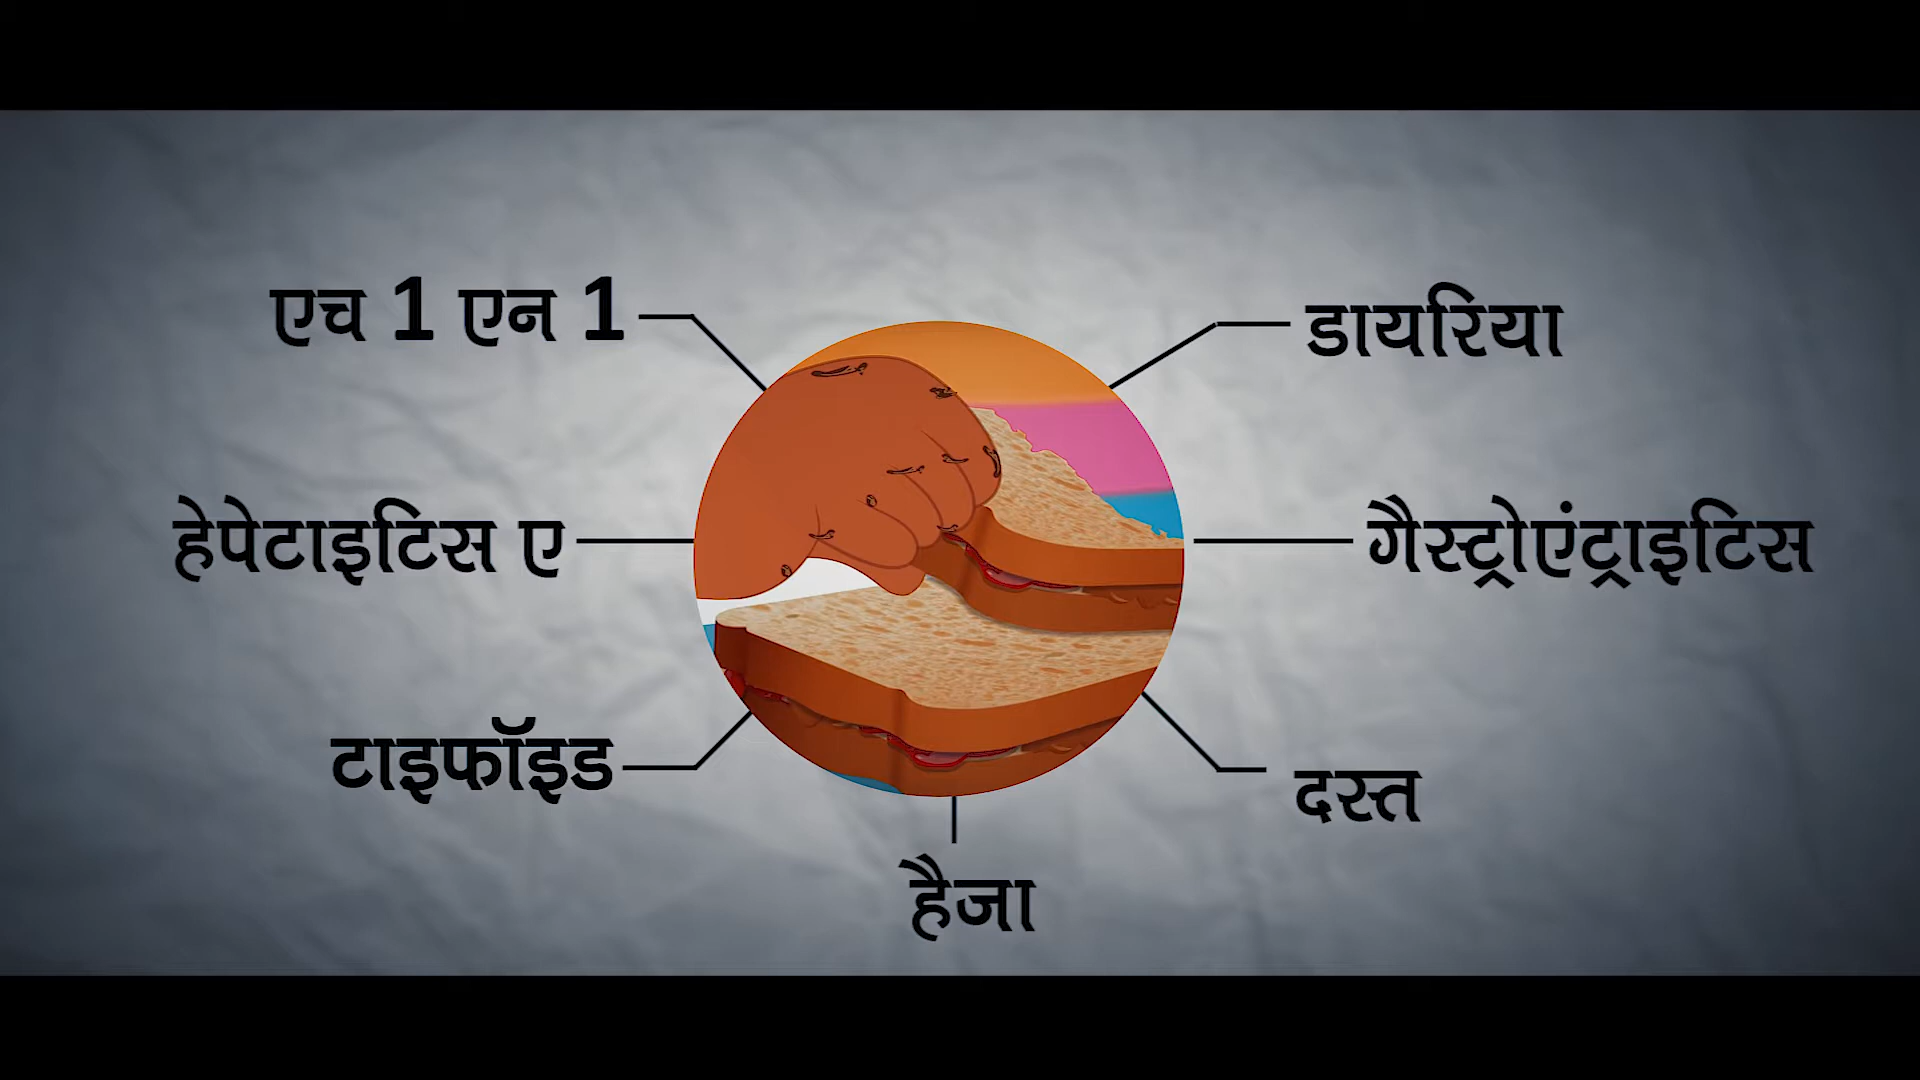 एच 1 एन 1
डायरिया
हेपेटाइटिस ए
गैस्ट्रोएंट्राइटिस
टाइफॉइड
दस्त
हैजा